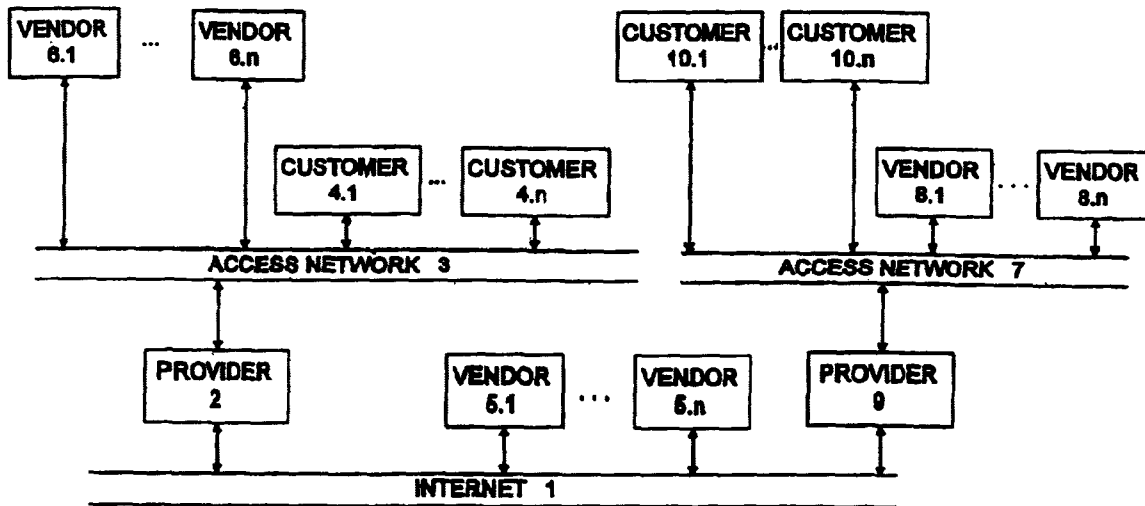 VENDOR
6.1
...
VENDOR
6.n
CUSTOMER
10.1
...
CUSTOMER
10.n
CUSTOMER
4.1
...
CUSTOMER
4.n
VENDOR
8.1
....
VENDOR
8.n
ACCESS NETWORK 3
ACCESS NETWORK 7
PROVIDER
2
VENDOR
5.1
...
VENDOR
5.n
PROVIDER
9
INTERNET 1